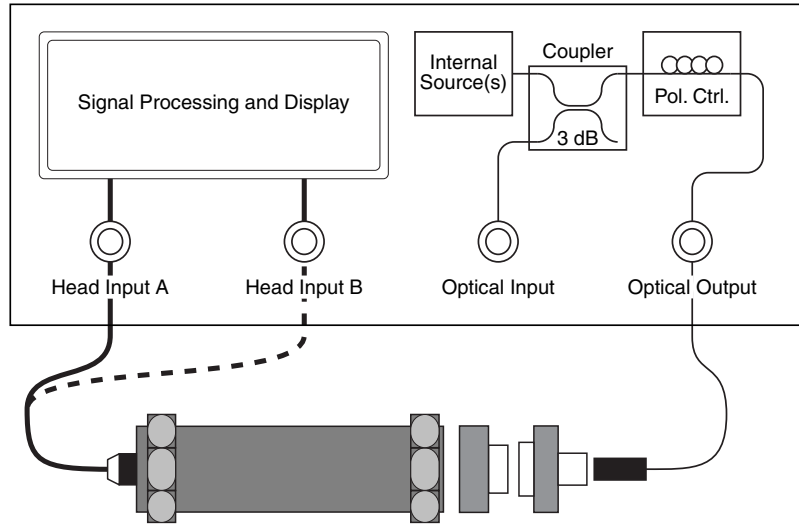 Signal Processing and Display
Internal
Source(s)
Coupler
3 dB
Pol. Ctrl.
Head Input A
Head Input B
Optical Input
Optical Output